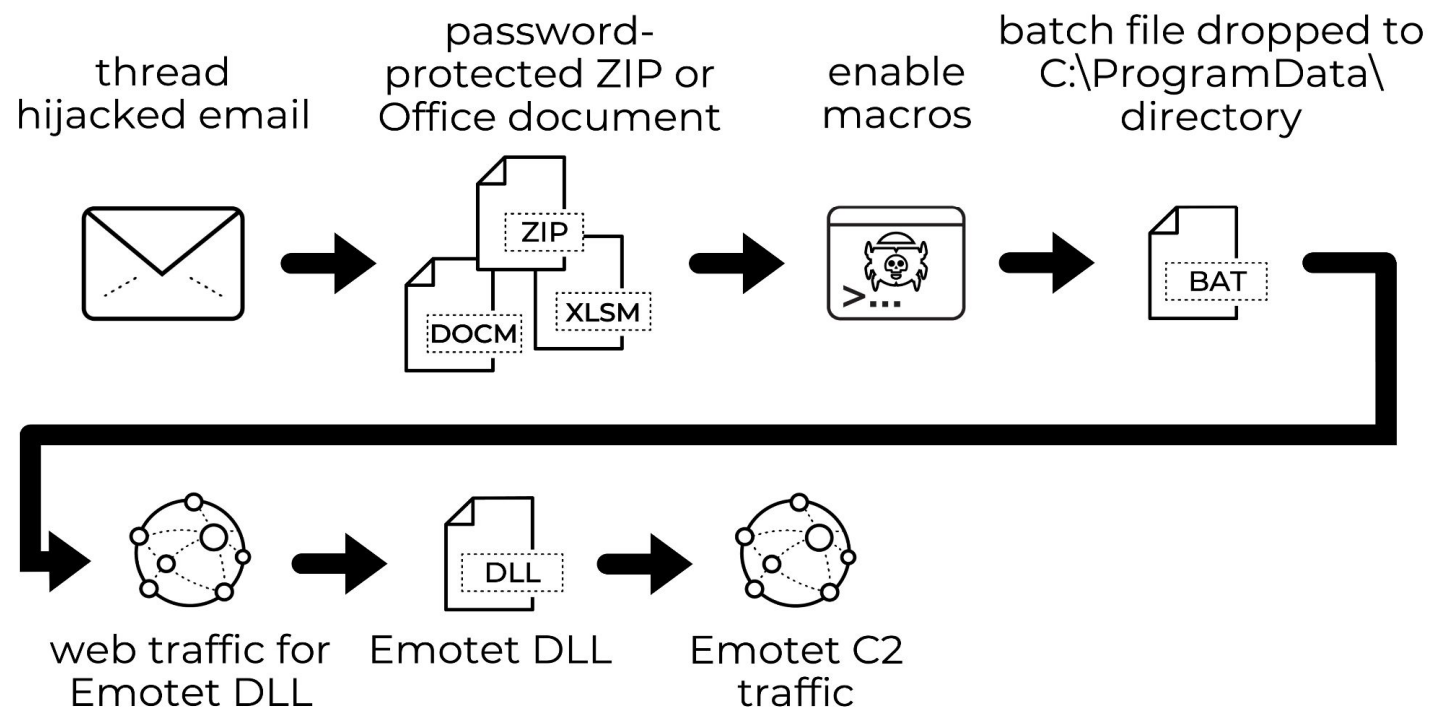 thread
hijacked email
password-
protected ZIP or
Office document
enable
macros
batch file dropped to
C:\ProgramData\
directory
ZIP
DOCM
XLSM
>...
BAT
DLL
web traffic for
Emotet DLL
Emotet DLL
Emotet C2
traffic